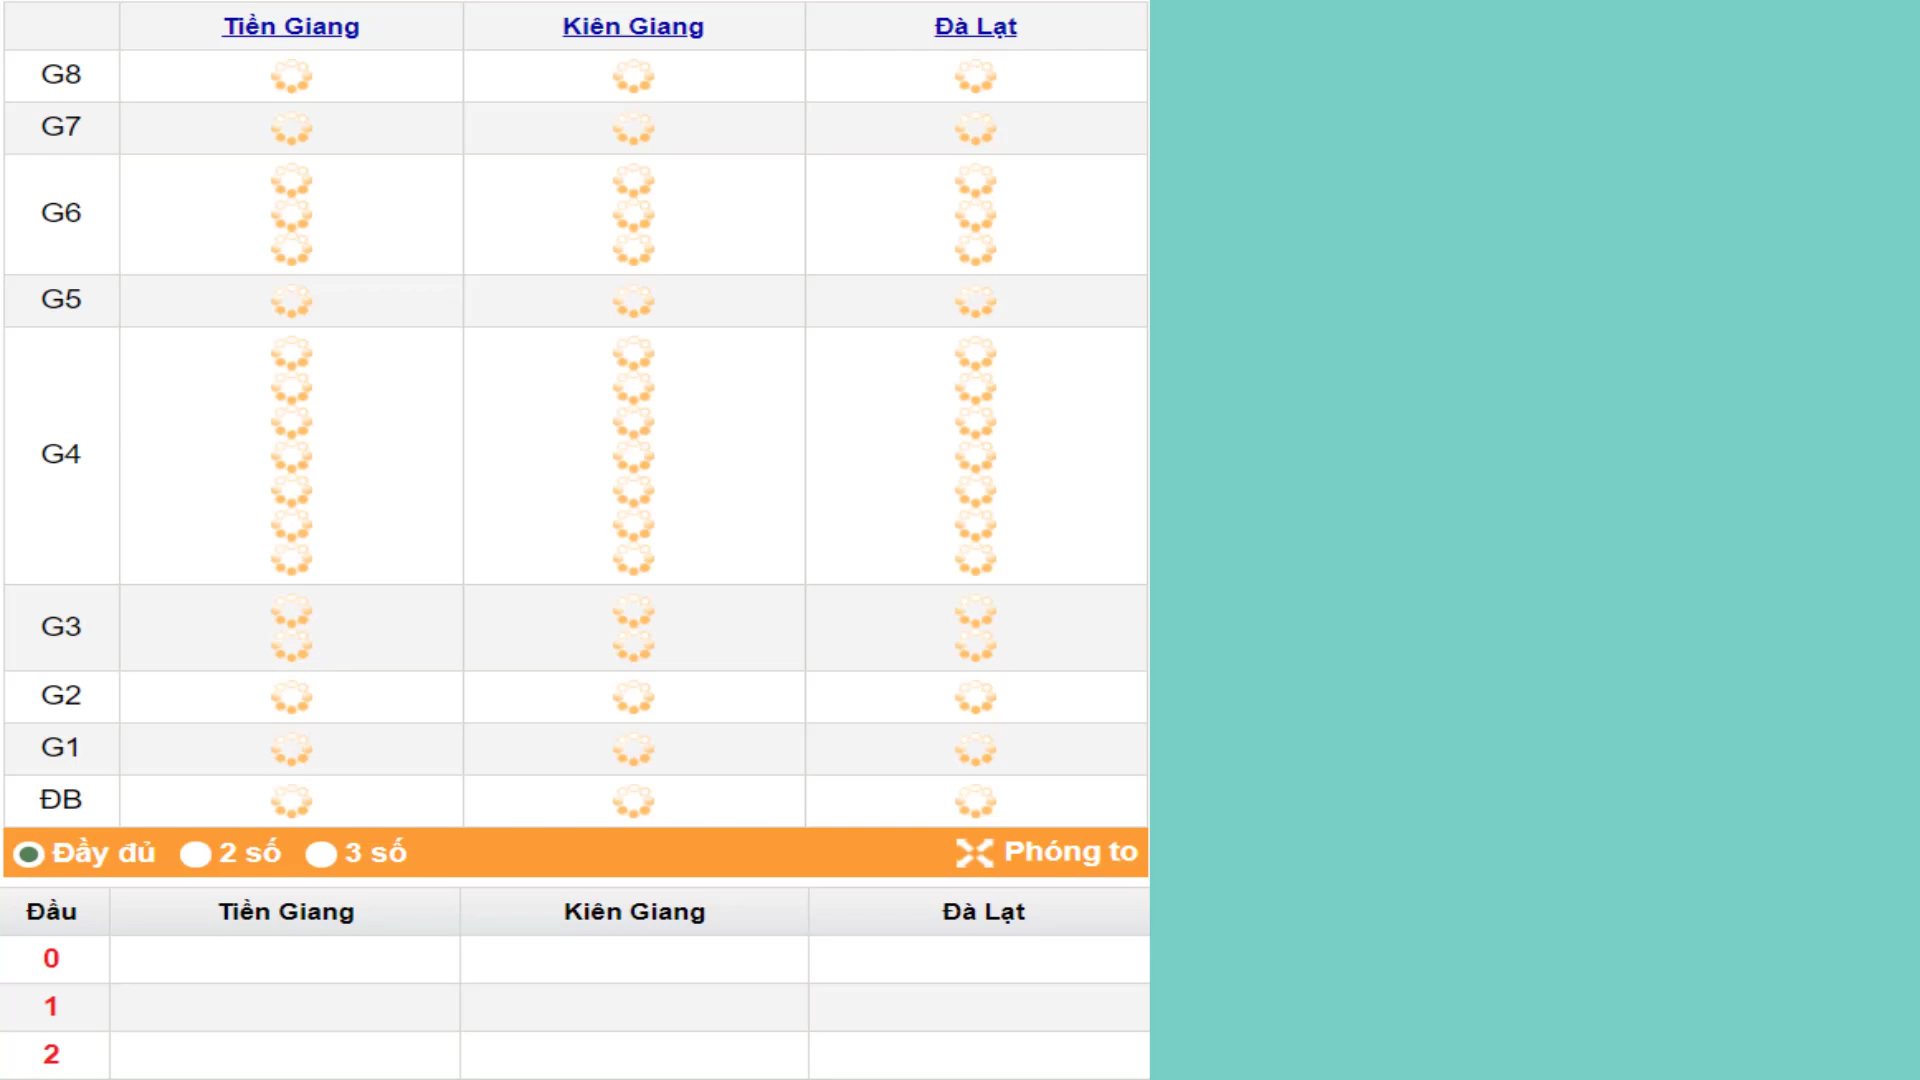 Tiền Giang Kiên Giang Đà Lạt
G8
G7
G6
G5
G4
G3
G2
G1
ĐB
Đầy đủ 2 số 3 số Phóng to
Đầu Tiền Giang Kiên Giang Đà Lạt
0
1
2